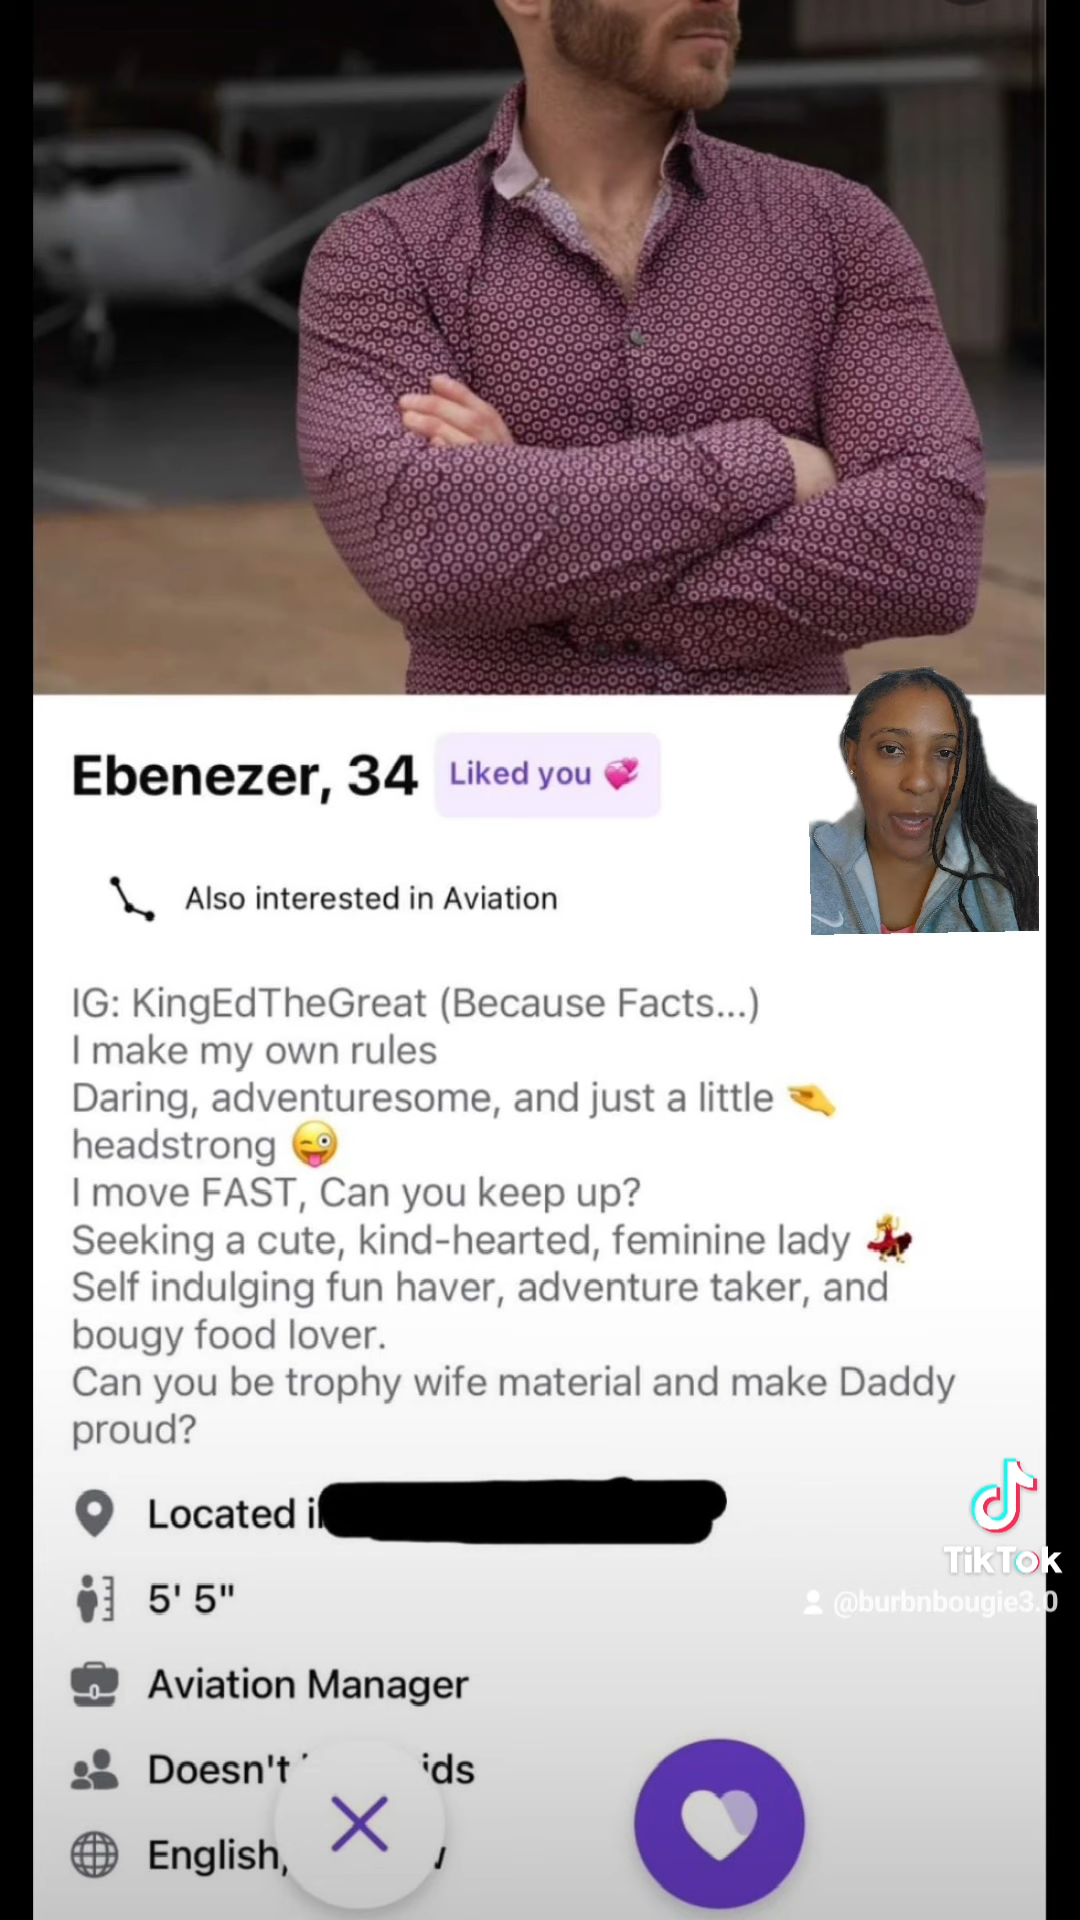 Ebenezer, 34 Liked you 💞
Also interested in Aviation
IG: KingEdTheGreat (Because Facts...)
I make my own rules
Daring, adventuresome, and just a little 🫴
headstrong 😜
I move FAST, Can you keep up?
Seeking a cute, kind-hearted, feminine lady 💃
Self indulging fun haver, adventure taker, and
bougy food lover.
Can you be trophy wife material and make Daddy
proud?
Located
5' 5"
Aviation Manager
Doesn't
English,
TikTok
@burbnbougie3.0